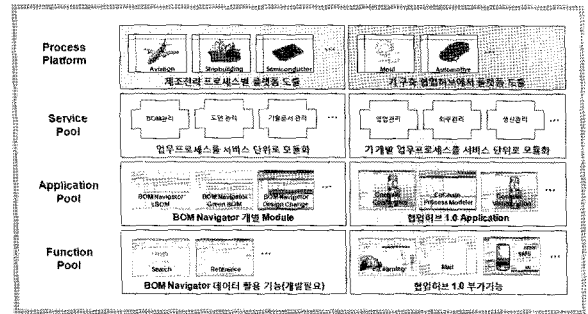 Process Platform
Aviation
Shipbuilding
Semiconductor
...
제조전략 프로세스별 플랫폼 도출
Mold
Automotive
...
기구축 협업허브에서 플랫폼 도출
Service Pool
BOM관리
도면 관리
기술문서 관리
...
업무프로세스를 서비스 단위로 모듈화
영업관리
외주관리
생산관리
...
기개발 업무프로세스를 서비스 단위로 모듈화
Application Pool
BOM Navigator
BOM Navigator Green BOM
BOM Navigator Design Change
...
BOM Navigator 개발 Module
Process Modeler
...
협업허브 1.0 Application
Function Pool
Search
Reference
...
BOM Navigator 데이터 활용 기능(개발필요)
Mail
SMS
...
협업허브 1.0 부가기능